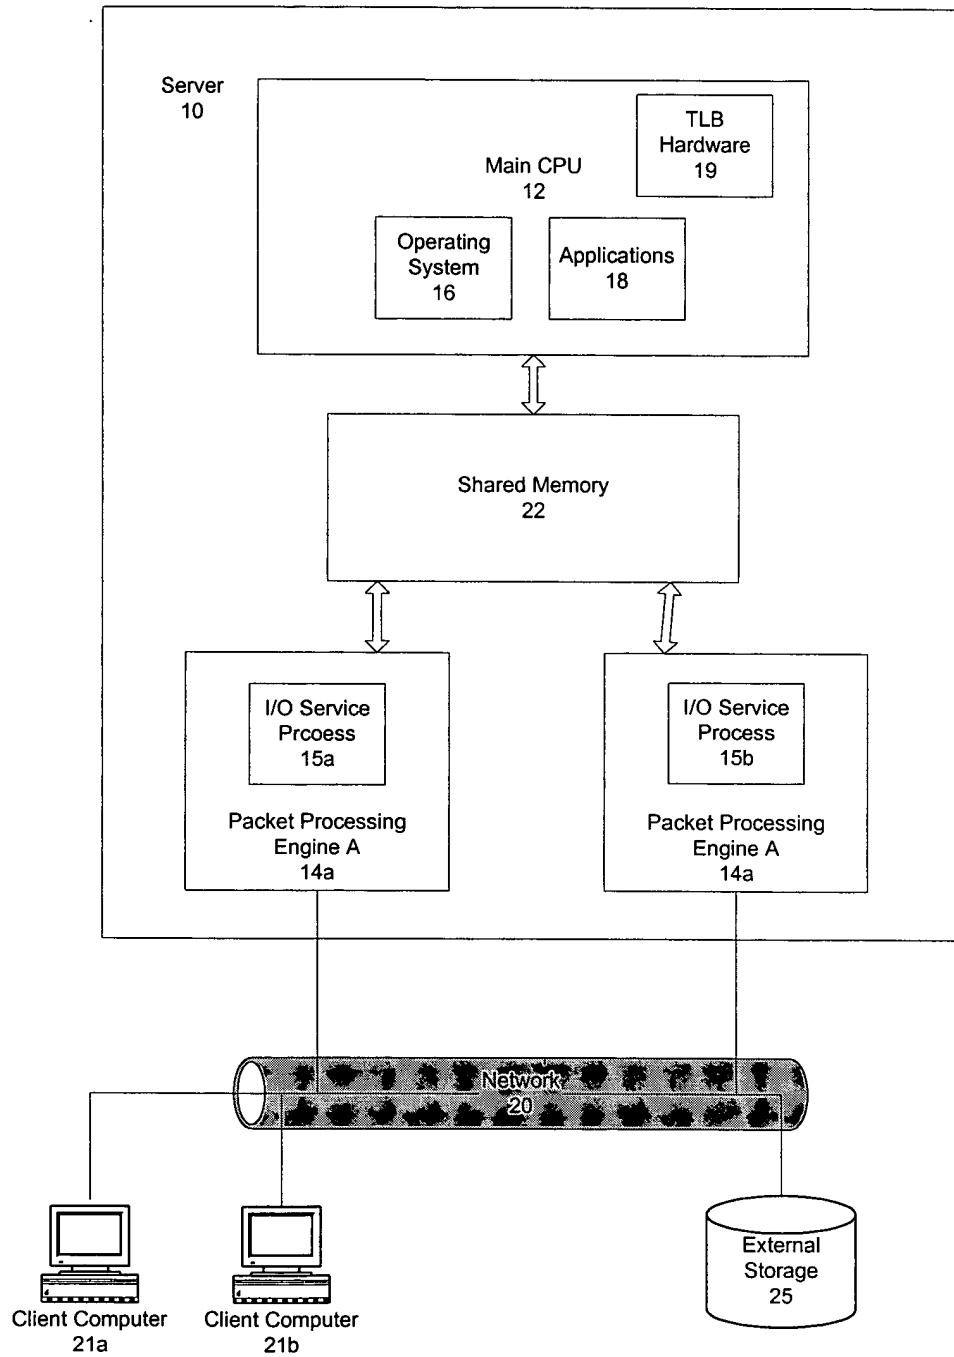 Server
10
TLB
Hardware
19
Main CPU
12
Operating
System
16
Applications
18
Shared Memory
22
I/O Service
Prcoess
15a
Packet Processing
Engine A
14a
I/O Service
Process
15b
Packet Processing
Engine A
14a
Network
20
Client Computer
21a
Client Computer
21b
External
Storage
25